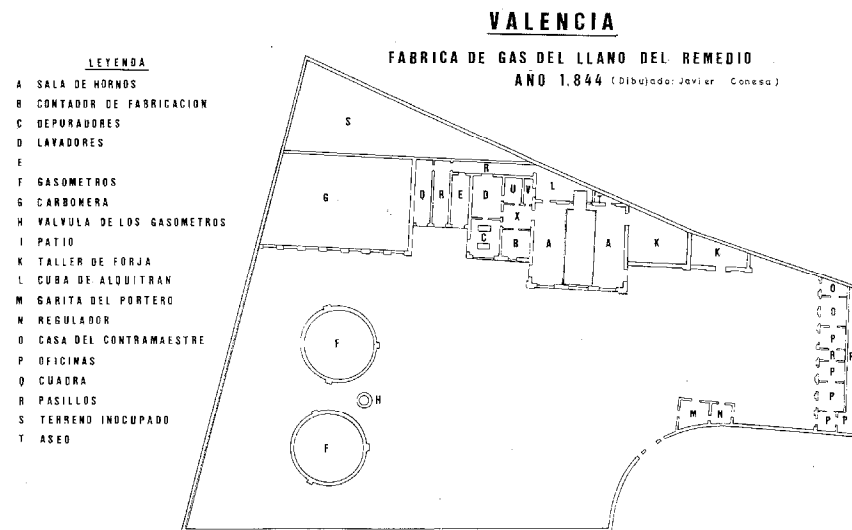 VALENCIA
FABRICA DE GAS DEL LLANO DEL REMEDIO
AÑO 1.844 (Dibujado: Javier Conesa)
LEYENDA
A SALA DE HORNOS
B CONTADOR DE FABRICACION
C DEPURADORES
D LAVADORES
E
F GASOMETROS
G CARBONERA
H VALVULA DE LOS GASOMETROS
I PATIO
K TALLER DE FORJA
L CUBA DE ALQUITRAN
M GARITA DEL PORTERO
N REGULADOR
O CASA DEL CONTRAMAESTRE
P OFICINAS
Q CUADRA
R PASILLOS
S TERRENO INOCUPADO
T ASEO
S
R
G
Q R E D U V L
X
C B A A K K
O
O
P
R
P
P
P P
F
H
F
M N